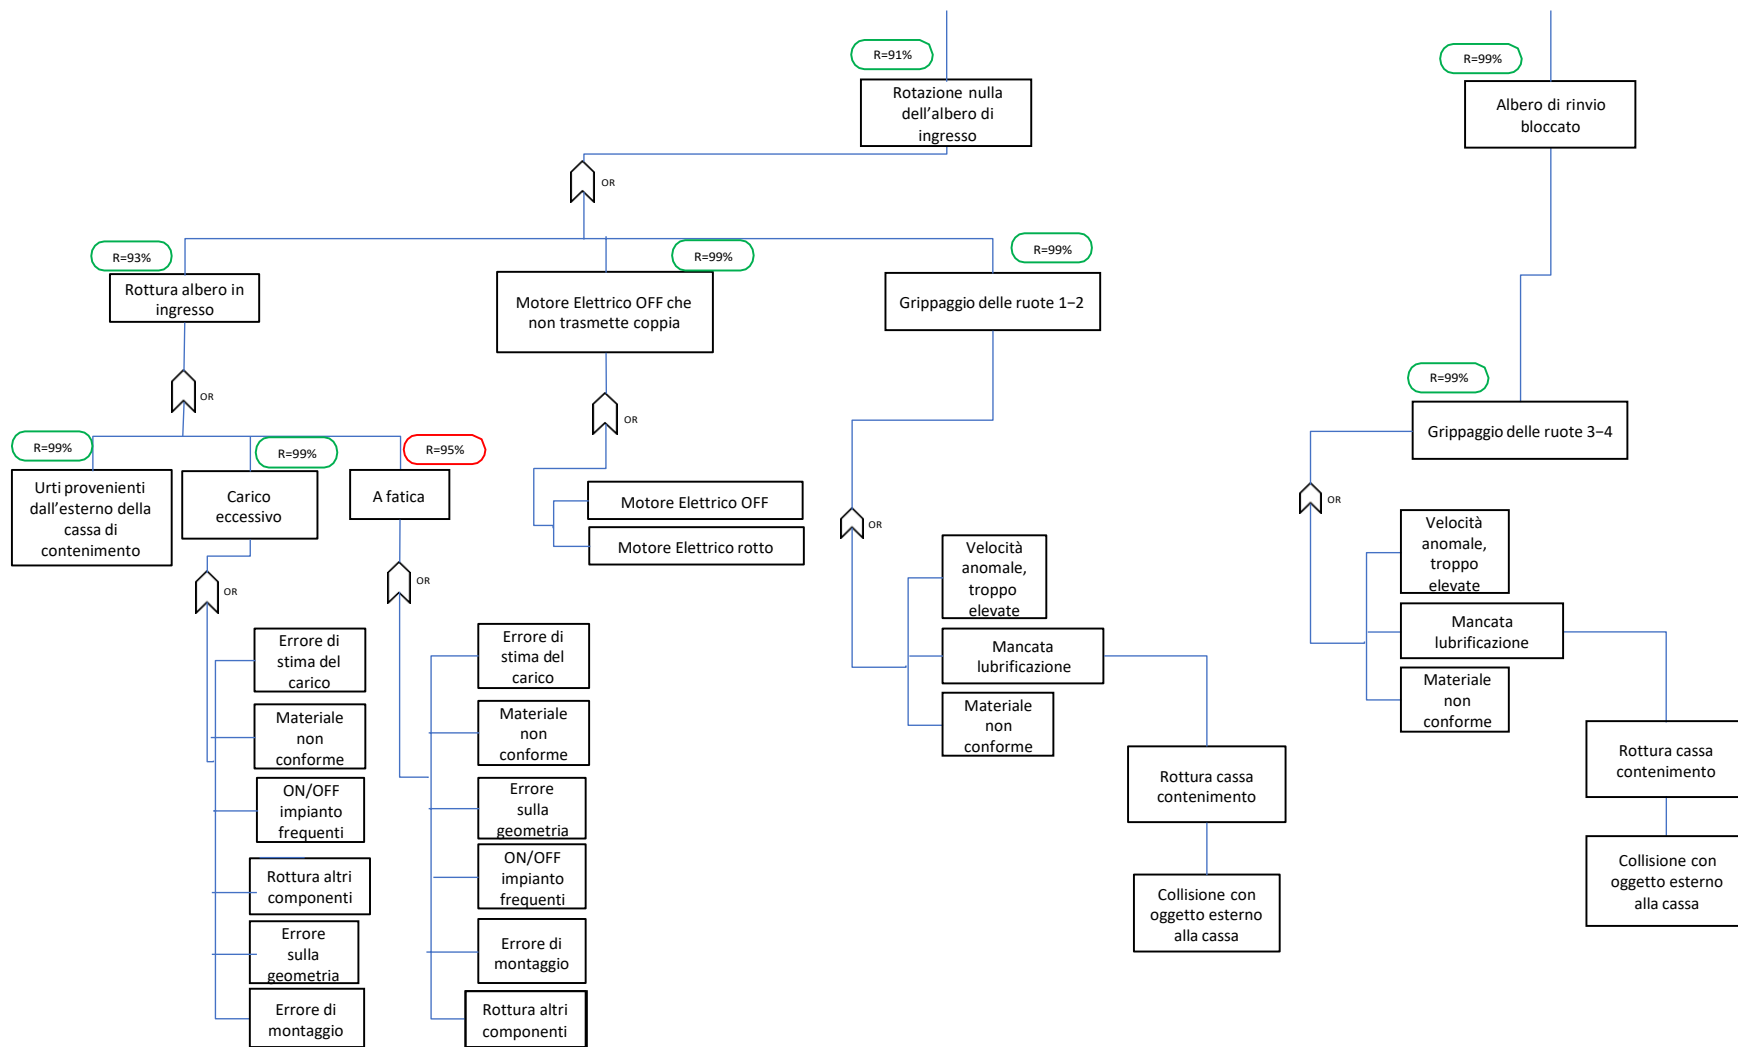 R=91%
Rotazione nulla
dell'albero di
ingresso
R=99%
Albero di rinvio
bloccato
OR
R=93%
Rottura albero in
ingresso
R=99%
Motore Elettrico OFF che
non trasmette coppia
R=99%
Grippaggio delle ruote 1−2
OR
OR
R=99%
Grippaggio delle ruote 3−4
R=99%
Urti provenienti
dall'esterno della
cassa di
contenimento
R=99%
Carico
eccessivo
R=95%
A fatica
Motore Elettrico OFF
Motore Elettrico rotto
OR
OR
OR
OR
Errore di
stima del
carico
Materiale
non
conforme
ON/OFF
impianto
frequenti
Rottura altri
componenti
Errore
sulla
geometria
Errore di
montaggio
Errore di
stima del
carico
Materiale
non
conforme
Errore
sulla
geometria
ON/OFF
impianto
frequenti
Errore di
montaggio
Rottura altri
componenti
Velocità
anomale,
troppo
elevate
Mancata
lubrificazione
Materiale
non
conforme
Rottura cassa
contenimento
Collisione con
oggetto esterno
alla cassa
Velocità
anomale,
troppo
elevate
Mancata
lubrificazione
Materiale
non
conforme
Rottura cassa
contenimento
Collisione con
oggetto esterno
alla cassa